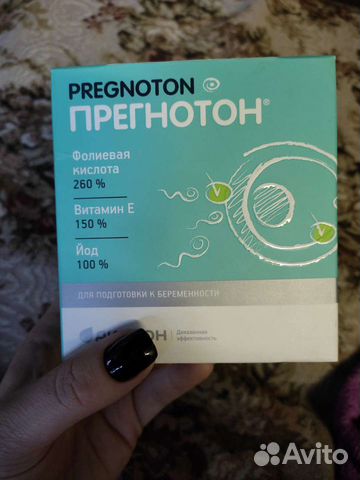 PREGNOTON
ПРЕГНОТОН®
Фолиевая
кислота
260 %
Витамин Е
150 %
Йод
100 %
V
V
ДЛЯ ПОДГОТОВКИ К БЕРЕМЕННОСТИ
Доказанная
эффективность
Avito